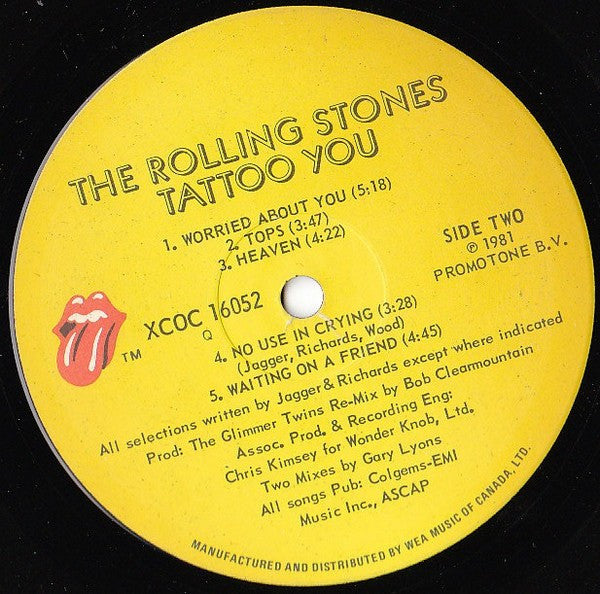 THE ROLLING STONES
TATTOO YOU
1. WORRIED ABOUT YOU (5:18)
2. TOPS (3:47)
3. HEAVEN (4:22)
SIDE TWO
℗ 1981
PROMOTONE B.V.
XCOC 16052
Q
TM
4. NO USE IN CRYING (3:28)
(Jagger, Richards, Wood)
5. WAITING ON A FRIEND (4:45)
All selections written by Jagger & Richards except where indicated
Prod: The Glimmer Twins Re-Mix by Bob Clearmountain
Assoc. Prod. & Recording Eng:
Chris Kimsey for Wonder Knob, Ltd.
Two Mixes by Gary Lyons
All songs Pub: Colgems-EMI
Music Inc., ASCAP
MANUFACTURED AND DISTRIBUTED BY WEA MUSIC OF CANADA, LTD.